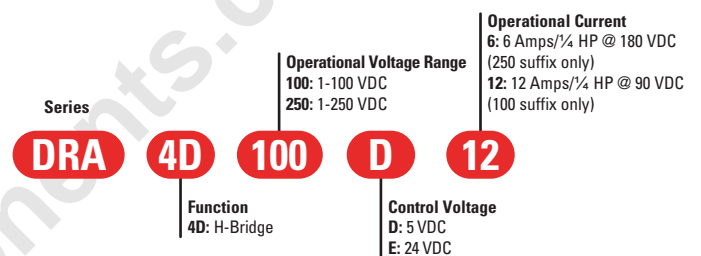 Operational Current
6: 6 Amps/¼ HP @ 180 VDC
(250 suffix only)
12: 12 Amps/¼ HP @ 90 VDC
(100 suffix only)
Operational Voltage Range
100: 1-100 VDC
250: 1-250 VDC
Series
DRA 4D 100 D 12
Function
4D: H-Bridge
Control Voltage
D: 5 VDC
E: 24 VDC